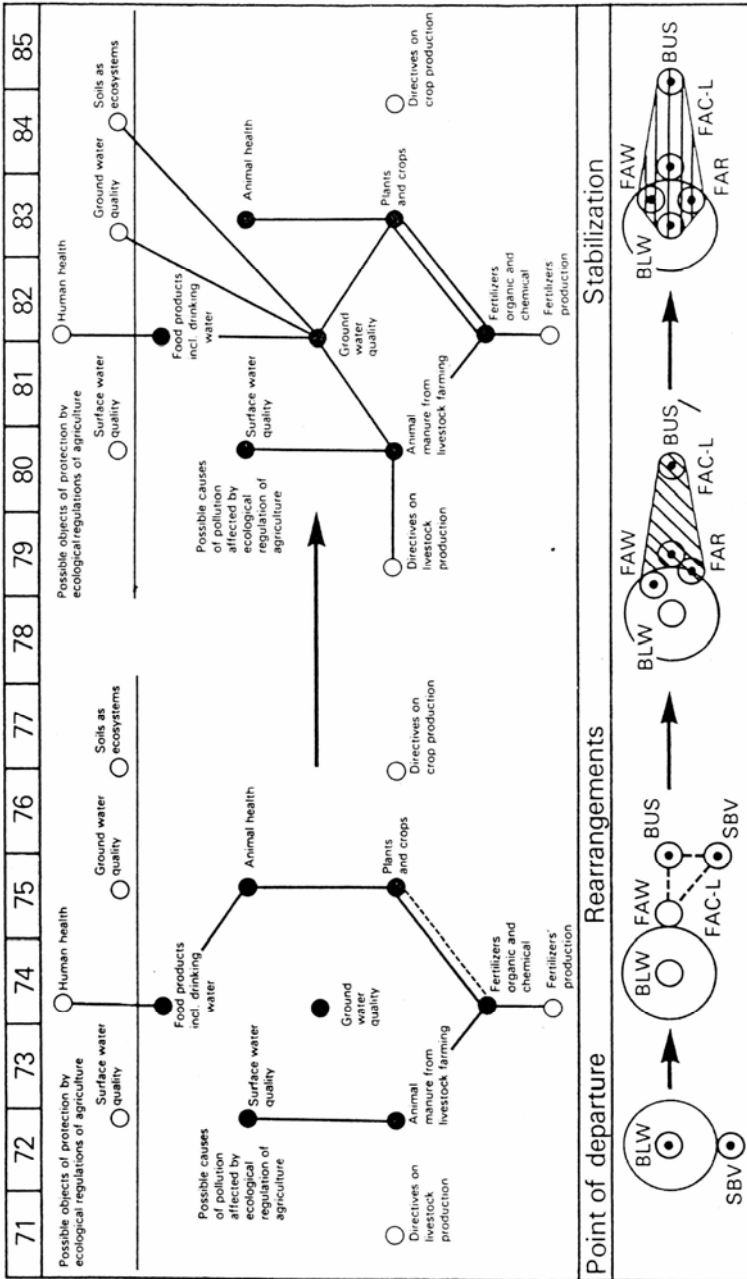 71 72 73 74 75 76 77 78 79 80 81 82 83 84 85
Possible objects of protection by
ecological regulations of agriculture
Human health
Surface water
quality
Ground water
quality
Soils as
ecosystems
Possible causes
of pollution
affected by
ecological
regulation of
agriculture
Food products
incl. drinking
water
Surface water
quality
Animal health
Ground water
quality
Directives on
livestock
production
Animal
manure from
livestock farming
Plants
and crops
Directives on
crop production
Fertilizers
organic and
chemical
Fertilizers'
production
Possible objects of protection by
ecological regulations of agriculture
Human health
Surface water
quality
Ground water
quality
Soils as
ecosystems
Possible causes
of pollution
affected by
ecological
regulation of
agriculture
Food products
incl. drinking
water
Surface water
quality
Animal health
Ground water
quality
Directives on
livestock
production
Animal
manure from
livestock farming
Plants
and crops
Directives on
crop production
Fertilizers
organic and
chemical
Fertilizers
production
Point of departure
Rearrangements
Stabilization
BLW
SBV
BLW
FAW
BUS
FAC-L
SBV
BLW
FAW
BUS
FAC-L
FAR
BLW
FAW
BUS
FAC-L
FAR